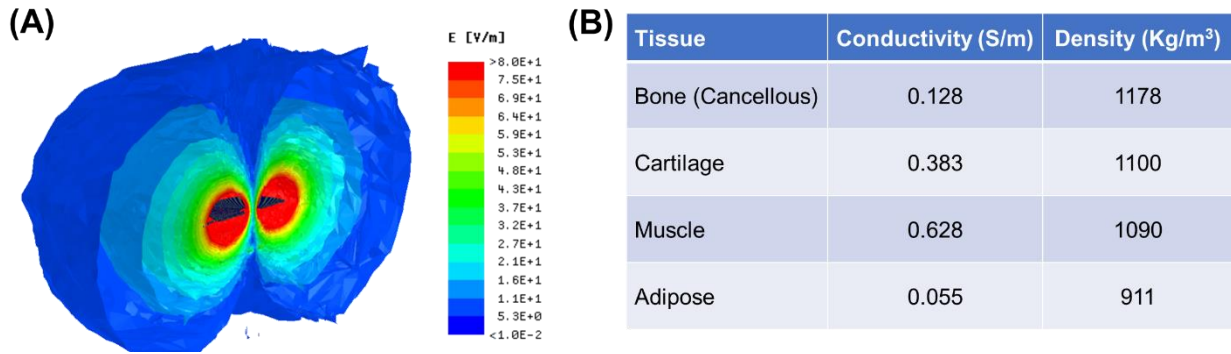 (A)
E [V/m]
>8.0E+1
7.5E+1
6.9E+1
6.4E+1
5.9E+1
5.3E+1
4.8E+1
4.3E+1
3.7E+1
3.2E+1
2.7E+1
2.1E+1
1.6E+1
1.1E+1
5.3E+0
<1.0E-2
(B)
Tissue Conductivity (S/m) Density (Kg/m³)
Bone (Cancellous) 0.128 1178
Cartilage 0.383 1100
Muscle 0.628 1090
Adipose 0.055 911